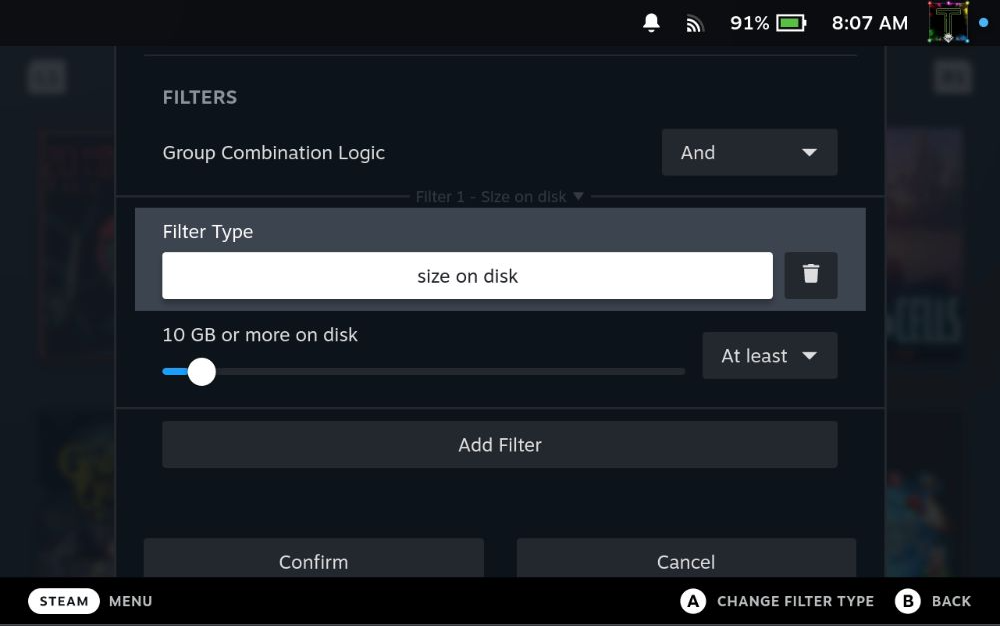 91% 8:07 AM
FILTERS
Group Combination Logic And
Filter 1 - Size on disk
Filter Type
size on disk
10 GB or more on disk
At least
Add Filter
Confirm Cancel
STEAM MENU A CHANGE FILTER TYPE B BACK